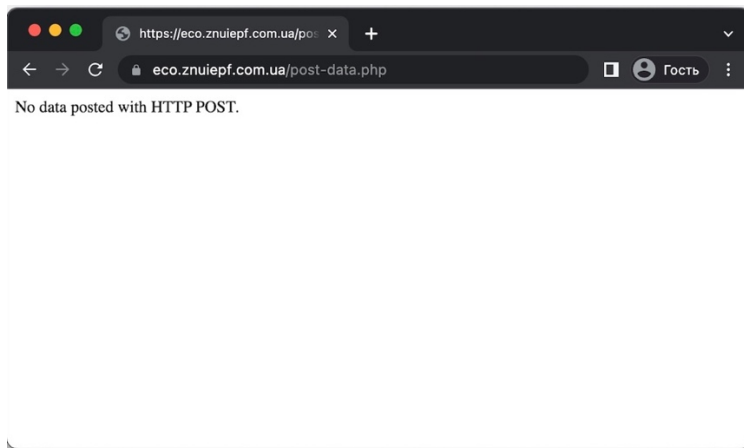 https://eco.znuiepf.com.ua/pos
eco.znuiepf.com.ua/post-data.php
Гость
No data posted with HTTP POST.